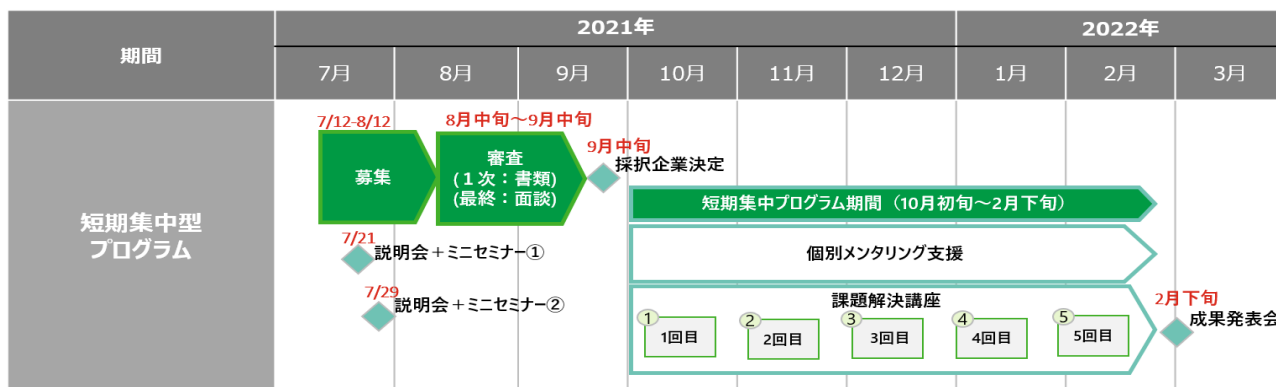 期間
2021年
2022年
7月
8月
9月
10月
11月
12月
1月
2月
3月
短期集中型
プログラム
7/12-8/12
募集
8月中旬～9月中旬
審査
(１次：書類)
(最終：面談)
9月中旬
採択企業決定
7/21
説明会＋ミニセミナー①
7/29
説明会＋ミニセミナー②
短期集中プログラム期間（10月初旬～2月下旬）
個別メンタリング支援
課題解決講座
1
1回目
2
2回目
3
3回目
4
4回目
5
5回目
2月下旬
成果発表会